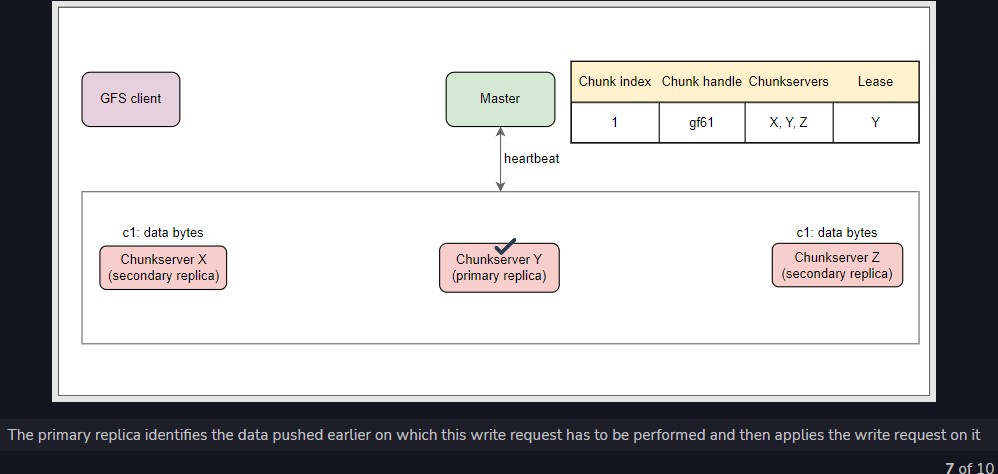 GFS client
Master
Chunk index Chunk handle Chunkservers Lease
1 gf61 X, Y, Z Y
heartbeat
c1: data bytes
Chunkserver X
(secondary replica)
Chunkserver Y
(primary replica)
c1: data bytes
Chunkserver Z
(secondary replica)
The primary replica identifies the data pushed earlier on which this write request has to be performed and then applies the write request on it
7 of 10